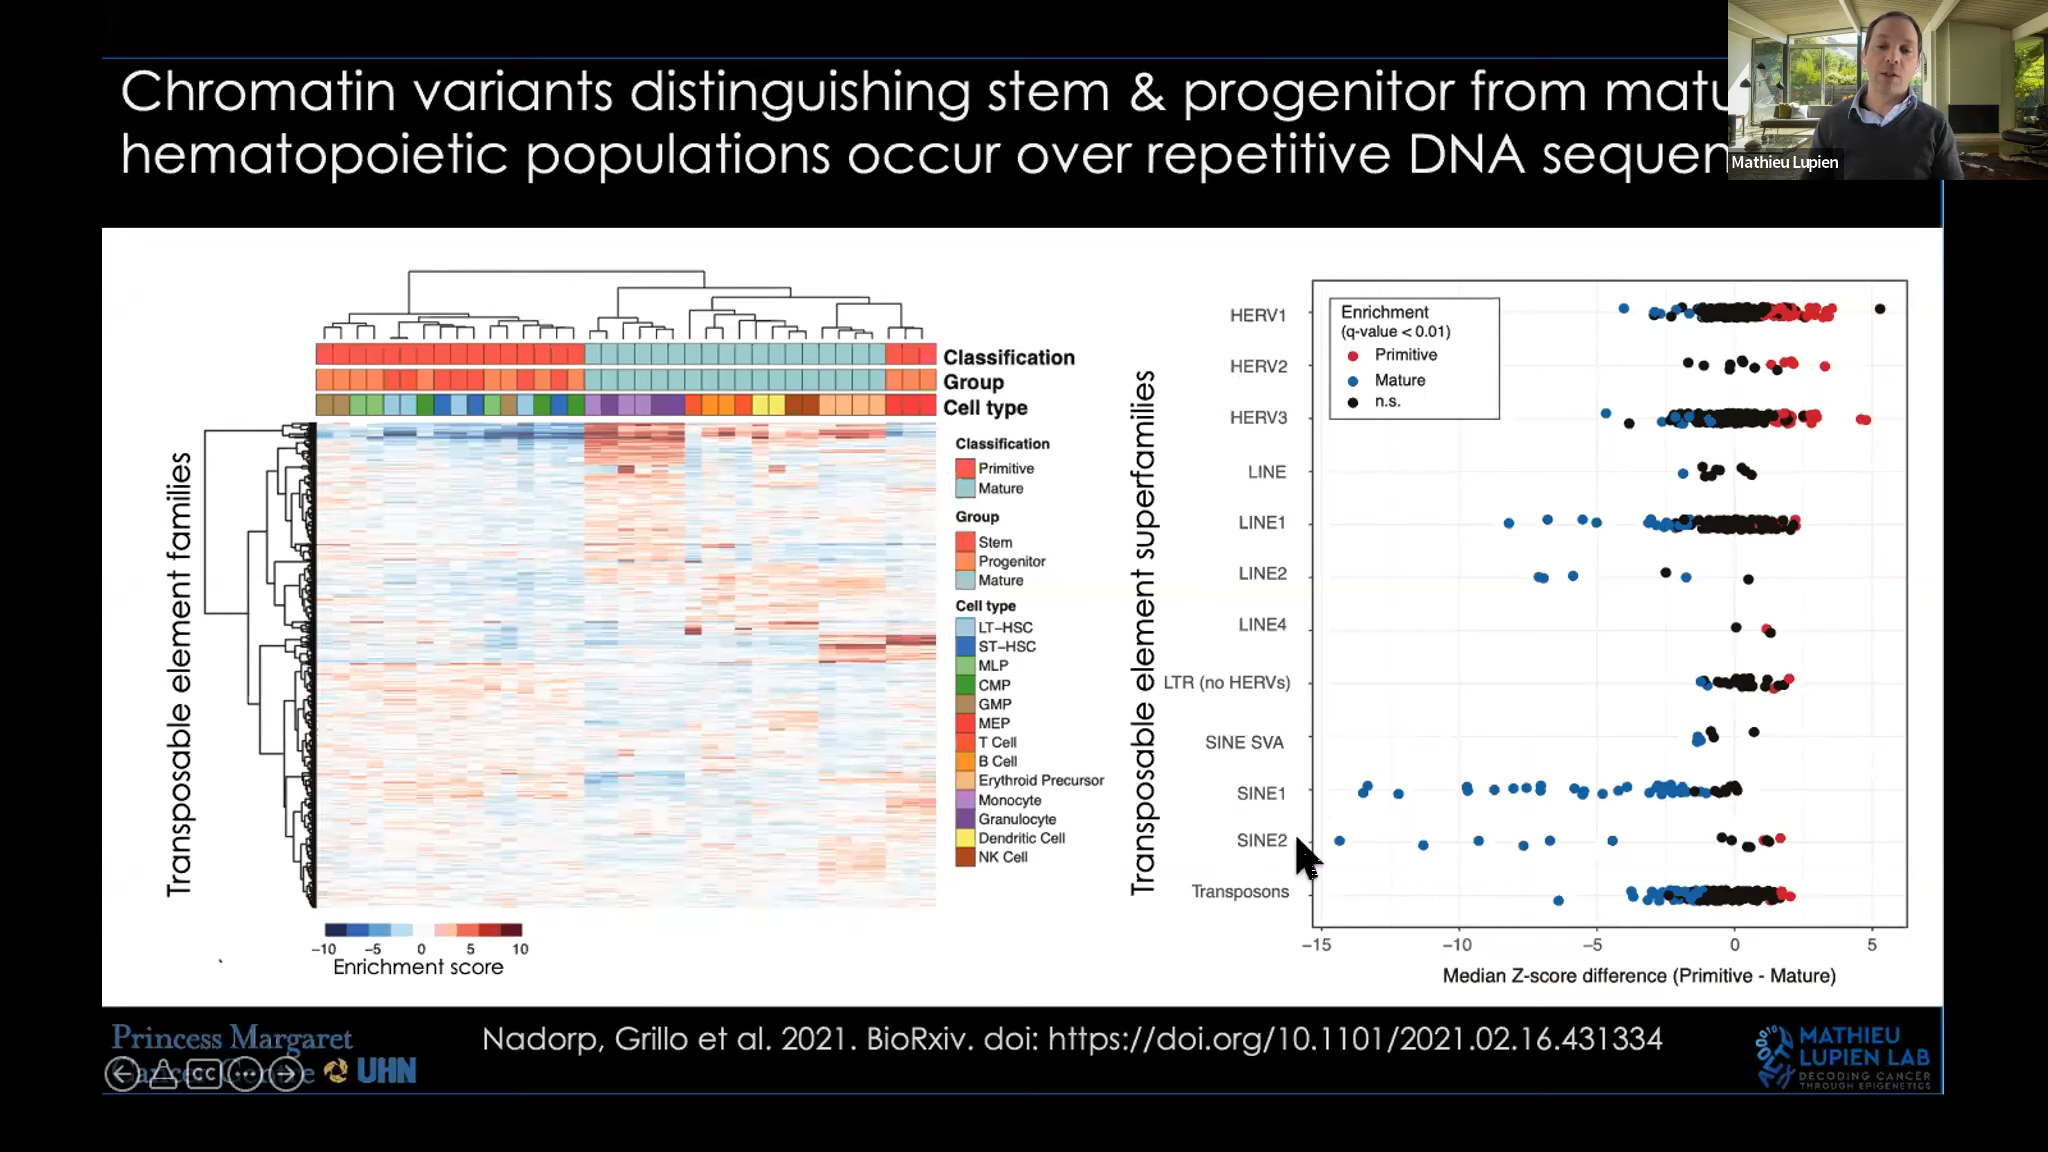 Chromatin variants distinguishing stem & progenitor from matu
hematopoietic populations occur over repetitive DNA sequen
Mathieu Lupien
Transposable element families
Classification
Group
Cell type
Classification
Primitive
Mature
Group
Stem
Progenitor
Mature
Cell type
LT-HSC
ST-HSC
MLP
CMP
GMP
MEP
T Cell
B Cell
Erythroid Precursor
Monocyte
Granulocyte
Dendritic Cell
NK Cell
−10 −5 0 5 10
Enrichment score
Transposable element superfamilies
HERV1
HERV2
HERV3
LINE
LINE1
LINE2
LINE4
LTR (no HERVs)
SINE SVA
SINE1
SINE2
Transposons
Enrichment
(q-value < 0.01)
Primitive
Mature
n.s.
−15 −10 −5 0 5
Median Z-score difference (Primitive - Mature)
Princess Margaret
Cancer Centre
CC
UHN
Nadorp, Grillo et al. 2021. BioRxiv. doi: https://doi.org/10.1101/2021.02.16.431334
MATHIEU
LUPIEN LAB
DECODING CANCER
THROUGH EPIGENETICS